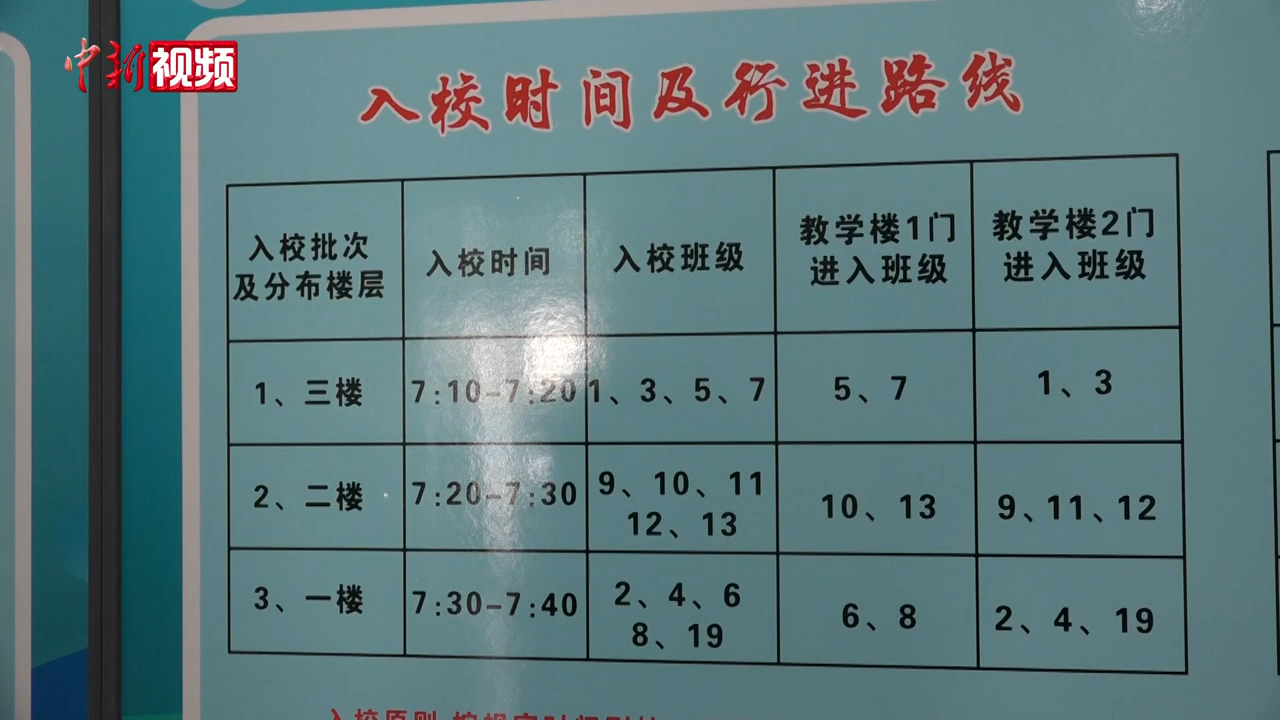 中新视频
入校时间及行进路线
入校批次
及分布楼层
入校时间
入校班级
教学楼1门
进入班级
教学楼2门
进入班级
1、三楼
7:10-7:20
1、3、5、7
5、7
1、3
2、二楼
7:20-7:30
9、10、11
12、13
10、13
9、11、12
3、一楼
7:30-7:40
2、4、6
8、19
6、8
2、4、19
入校原则